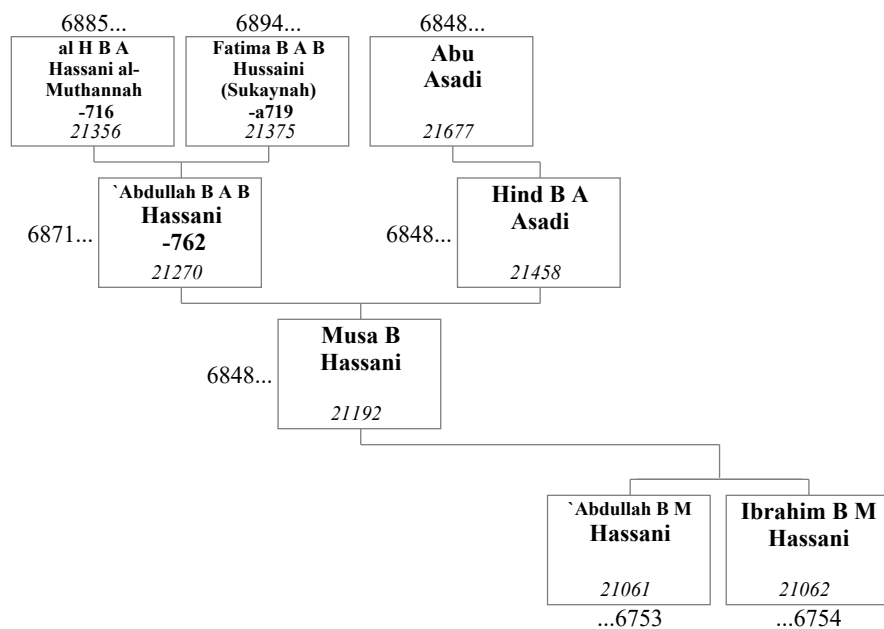 6885...
6894...
6848...
al H B A
Hassani al-
Muthannah
-716
21356
Fatima B A B
Hussaini
(Sukaynah)
-a719
21375
Abu
Asadi
21677
6871...
`Abdullah B A B
Hassani
-762
21270
6848...
Hind B A
Asadi
21458
6848...
Musa B
Hassani
21192
`Abdullah B M
Hassani
21061
Ibrahim B M
Hassani
21062
...6753
...6754